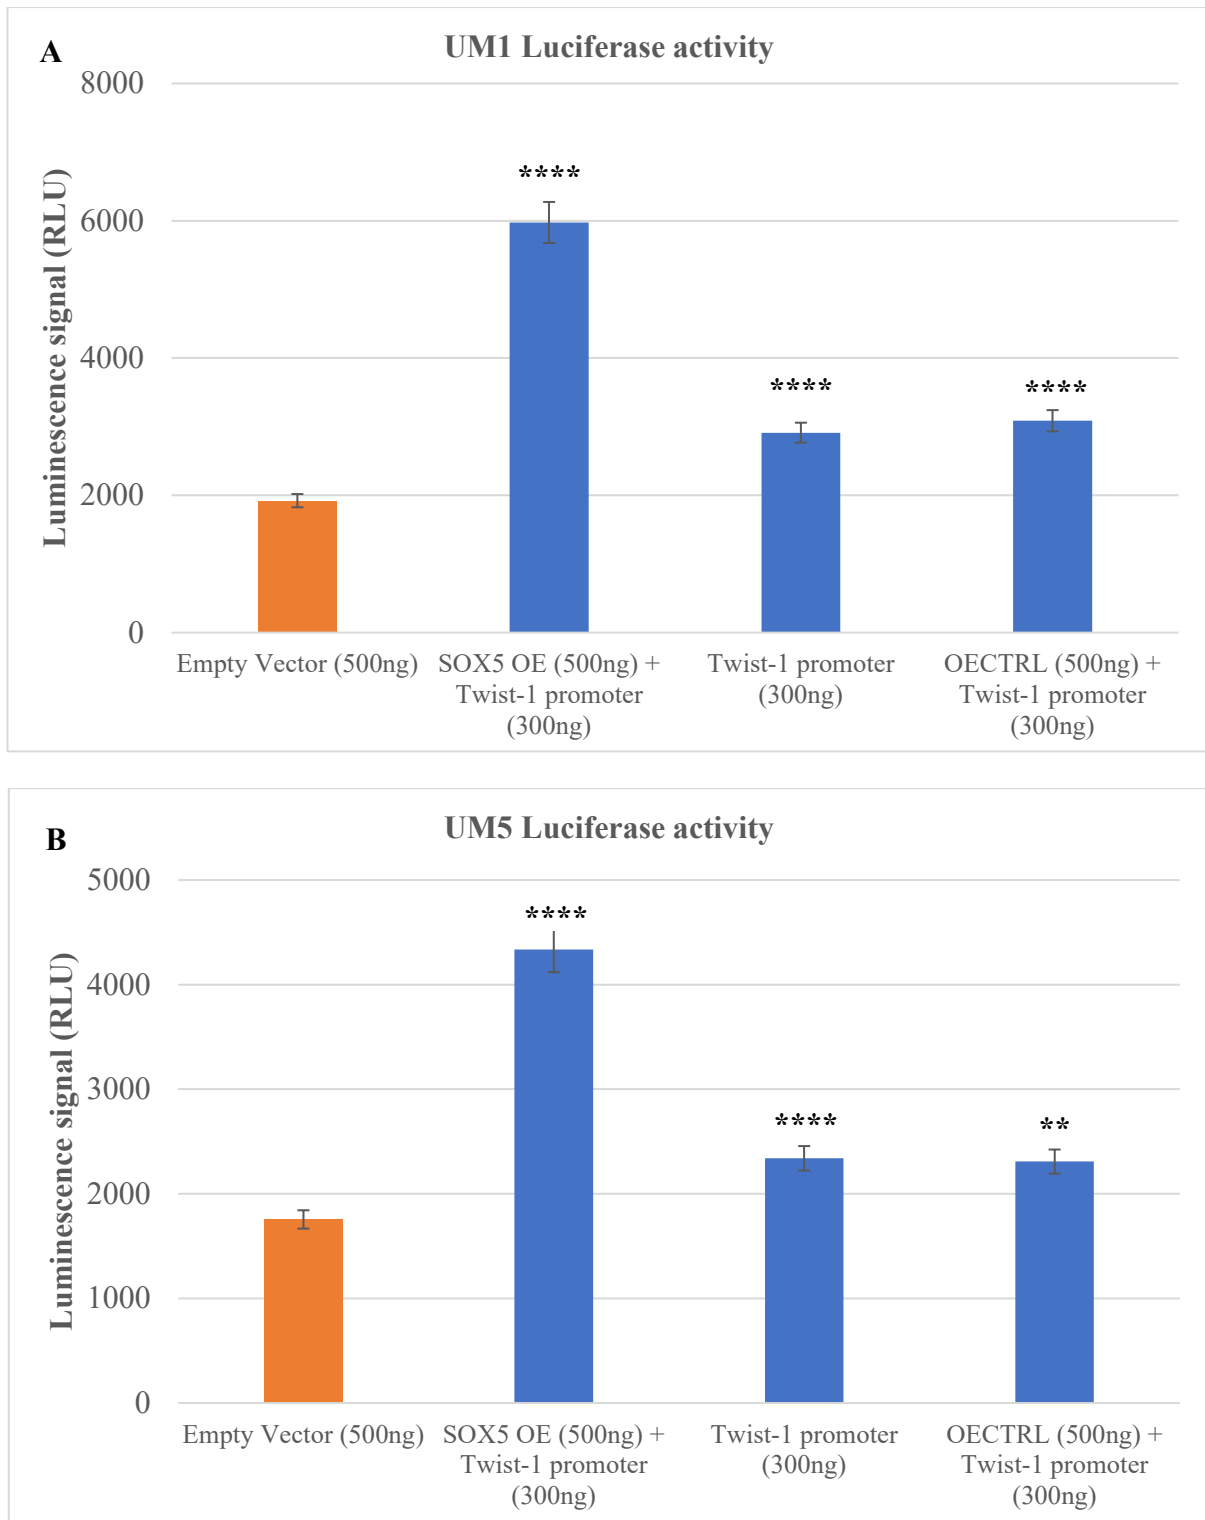 A
UM1 Luciferase activity
Luminescence signal (RLU)
8000
6000
4000
2000
0
****
****
****
Empty Vector (500ng)
SOX5 OE (500ng) +
Twist-1 promoter
(300ng)
Twist-1 promoter
(300ng)
OECTRL (500ng) +
Twist-1 promoter
(300ng)
B
UM5 Luciferase activity
Luminescence signal (RLU)
5000
4000
3000
2000
1000
0
****
****
**
Empty Vector (500ng)
SOX5 OE (500ng) +
Twist-1 promoter
(300ng)
Twist-1 promoter
(300ng)
OECTRL (500ng) +
Twist-1 promoter
(300ng)